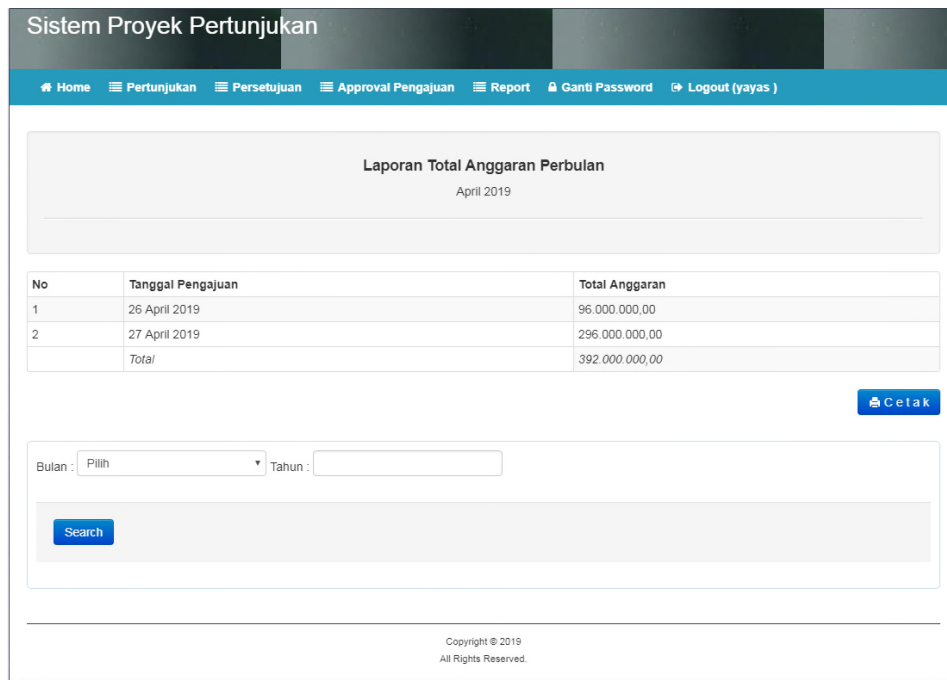 Sistem Proyek Pertunjukan
Home Pertunjukan Persetujuan Approval Pengajuan Report Ganti Password Logout (yayas )
Laporan Total Anggaran Perbulan
April 2019
No Tanggal Pengajuan Total Anggaran
1 26 April 2019 96.000.000,00
2 27 April 2019 296.000.000,00
Total 392.000.000,00
Cetak
Bulan : Pilih Tahun :
Search
Copyright © 2019
All Rights Reserved.